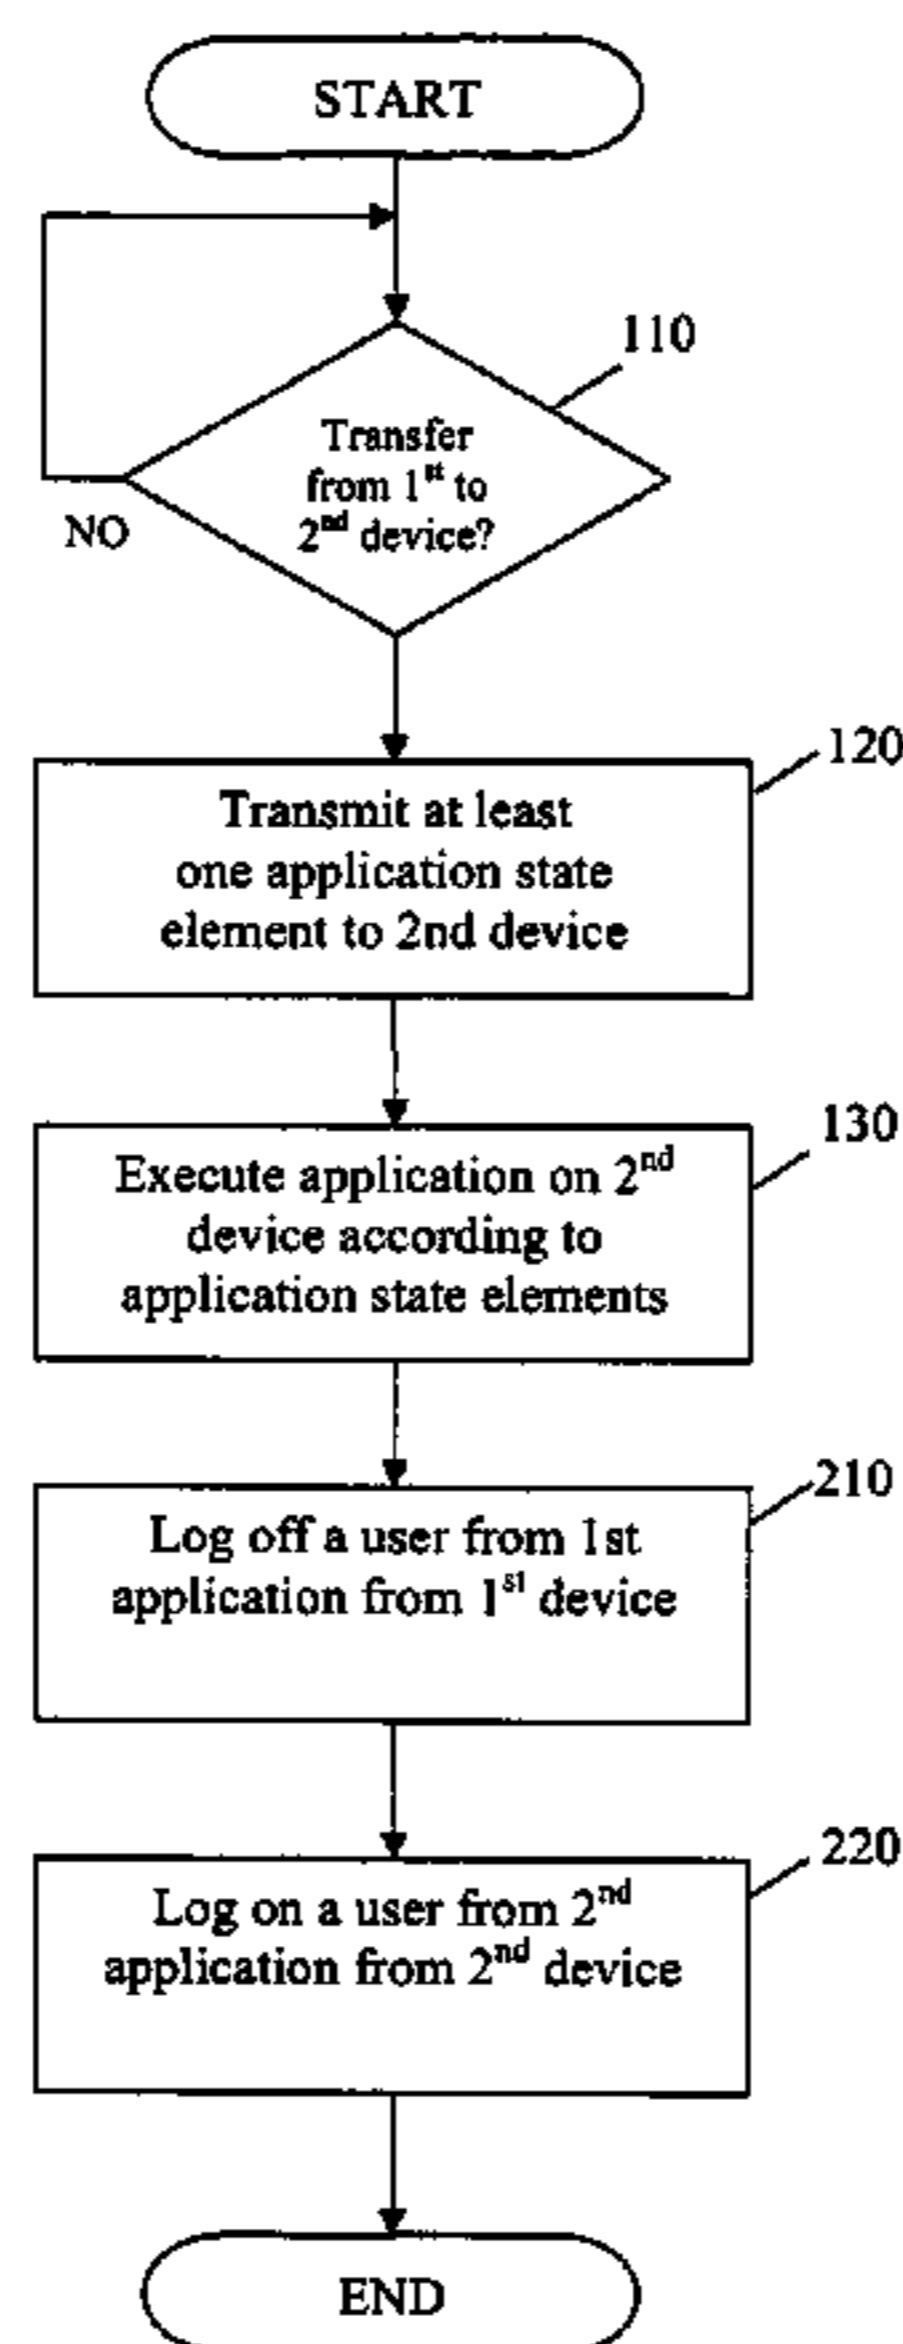 START
110
Transfer
from 1st to
2nd device?
NO
120
Transmit at least
one application state
element to 2nd device
130
Execute application on 2nd
device according to
application state elements
210
Log off a user from 1st
application from 1st device
220
Log on a user from 2nd
application from 2nd device
END